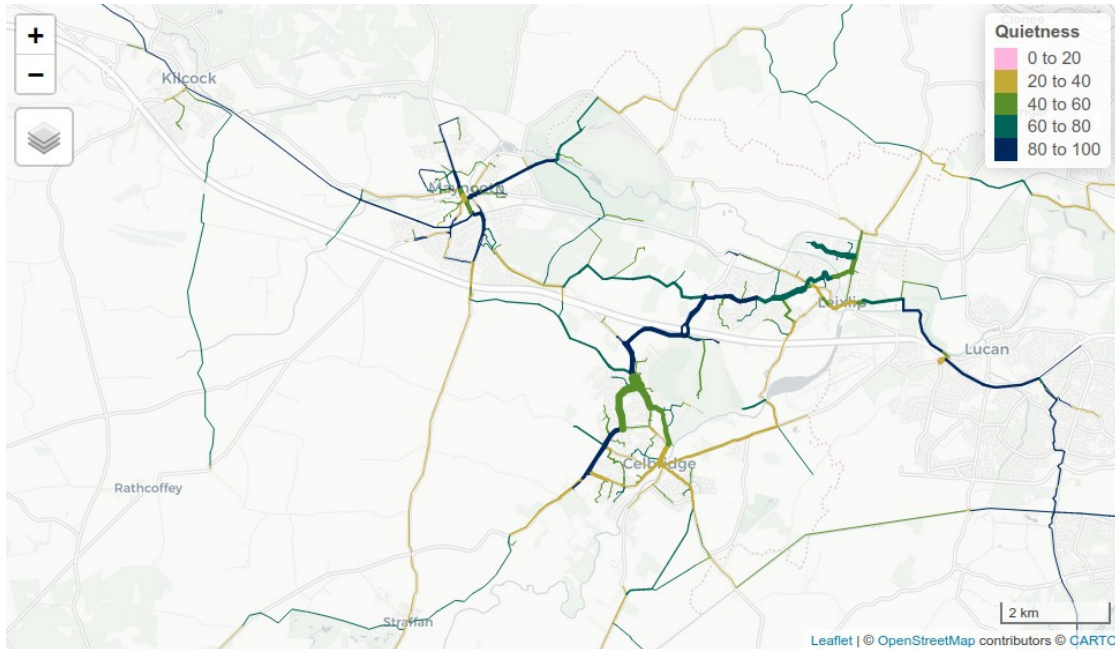 +
−
Quietness
0 to 20
20 to 40
40 to 60
60 to 80
80 to 100
Clonee
Kilcock
Maynooth
Leixlip
Lucan
Celbridge
Rathcoffey
Straffan
2 km
Leaflet | © OpenStreetMap contributors © CARTO